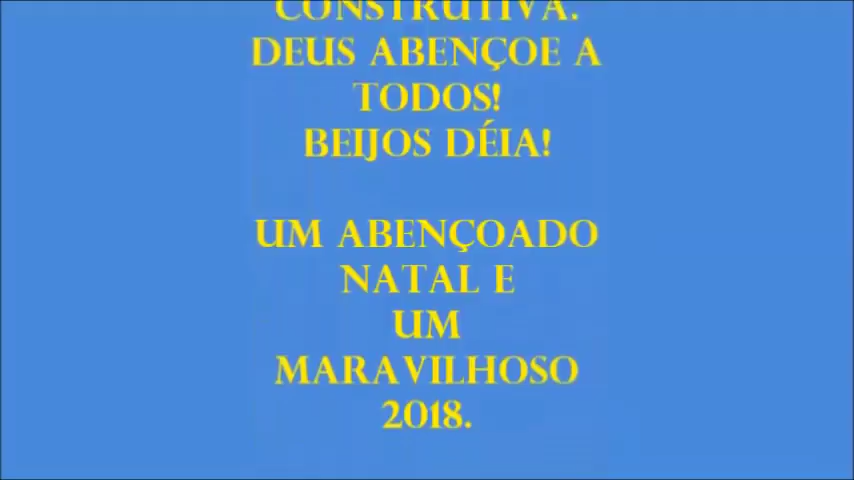 CONSTRUTIVA.
DEUS ABENÇOE A
TODOS!
BEIJOS DÉIA!
UM ABENÇOADO
NATAL E
UM
MARAVILHOSO
2018.